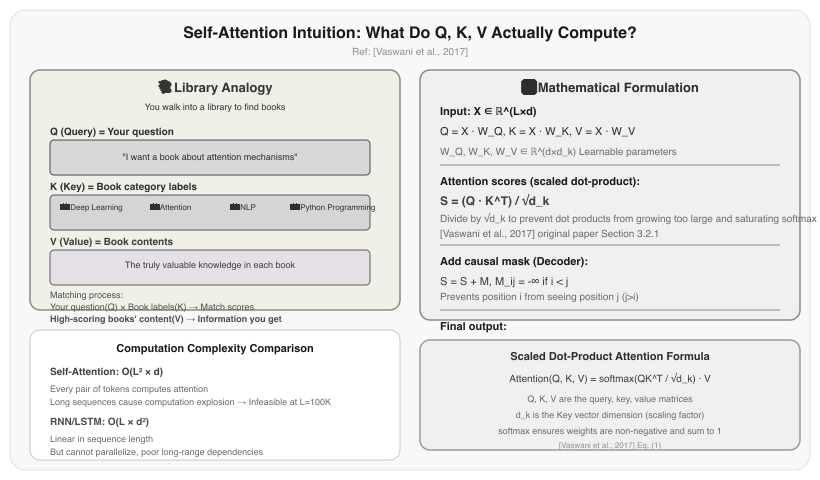 Self-Attention Intuition: What Do Q, K, V Actually Compute?
Ref: [Vaswani et al., 2017]
Library Analogy
You walk into a library to find books
Q (Query) = Your question
"I want a book about attention mechanisms"
K (Key) = Book category labels
Deep Learning Attention NLP Python Programming
V (Value) = Book contents
The truly valuable knowledge in each book
Matching process:
Your question(Q) × Book labels(K) → Match scores
High-scoring books' content(V) → Information you get
Computation Complexity Comparison
Self-Attention: O(L² × d)
Every pair of tokens computes attention
Long sequences cause computation explosion → Infeasible at L=100K
RNN/LSTM: O(L × d²)
Linear in sequence length
But cannot parallelize, poor long-range dependencies
Mathematical Formulation
Input: X ∈ ℝ^(L×d)
Q = X · W_Q, K = X · W_K, V = X · W_V
W_Q, W_K, W_V ∈ ℝ^(d×d_k) Learnable parameters
Attention scores (scaled dot-product):
S = (Q · K^T) / √d_k
Divide by √d_k to prevent dot products from growing too large and saturating softmax
[Vaswani et al., 2017] original paper Section 3.2.1
Add causal mask (Decoder):
S = S + M, M_ij = -∞ if i < j
Prevents position i from seeing position j (j>i)
Final output:
Scaled Dot-Product Attention Formula
Attention(Q, K, V) = softmax(QK^T / √d_k) · V
Q, K, V are the query, key, value matrices
d_k is the Key vector dimension (scaling factor)
softmax ensures weights are non-negative and sum to 1
[Vaswani et al., 2017] Eq. (1)